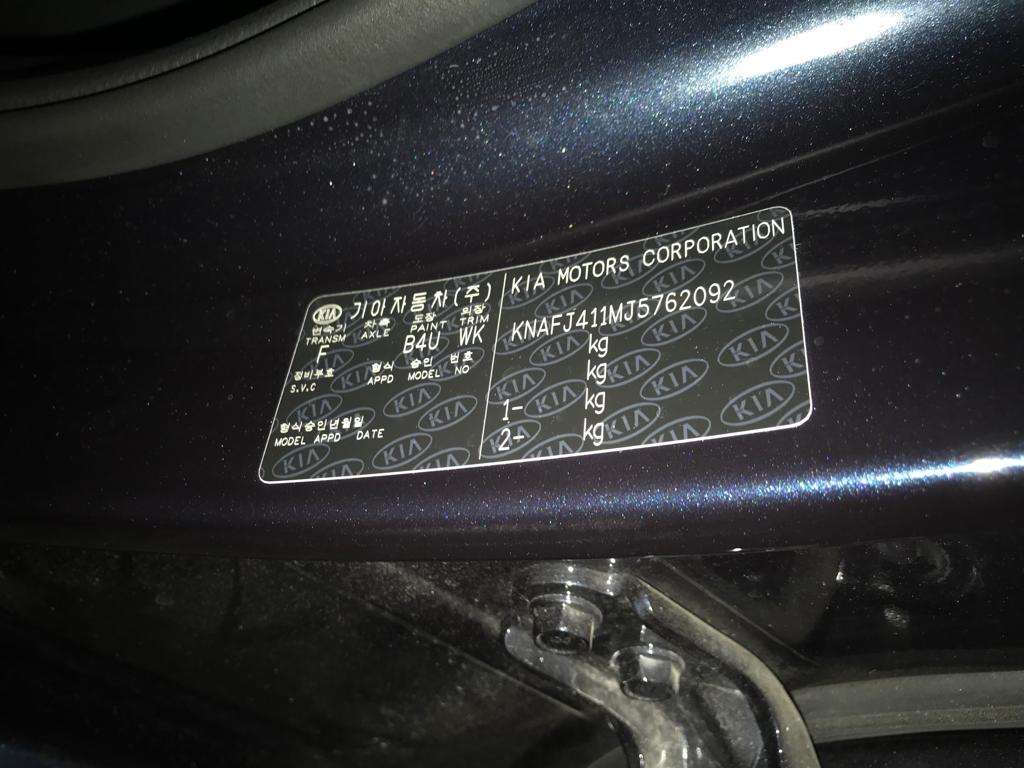 KIA 기아자동차(주)
변속기 차축 도장 외장
TRANSM AXLE PAINT TRIM
F B4U WK
정비부호 형식 승인 번호
S.V.C APPD MODEL NO
형식승인년월일
MODEL APPD DATE
KIA MOTORS CORPORATION
KNAFJ411MJ5762092
kg
kg
1- kg
2- kg